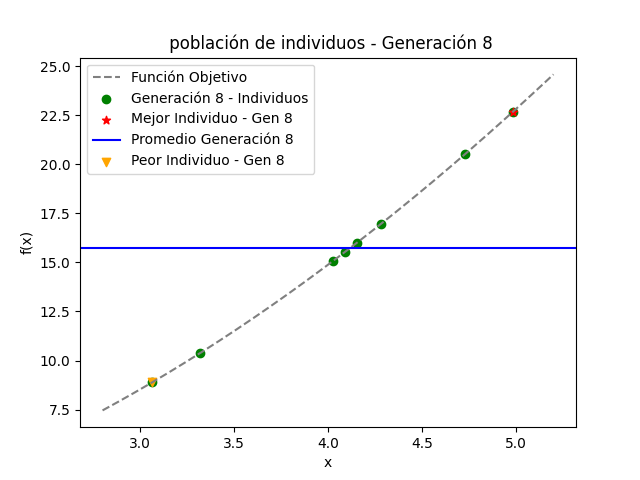 población de individuos - Generación 8
Función Objetivo
Generación 8 - Individuos
Mejor Individuo - Gen 8
Promedio Generación 8
Peor Individuo - Gen 8
f(x)
25.0
22.5
20.0
17.5
15.0
12.5
10.0
7.5
3.0 3.5 4.0 4.5 5.0
x